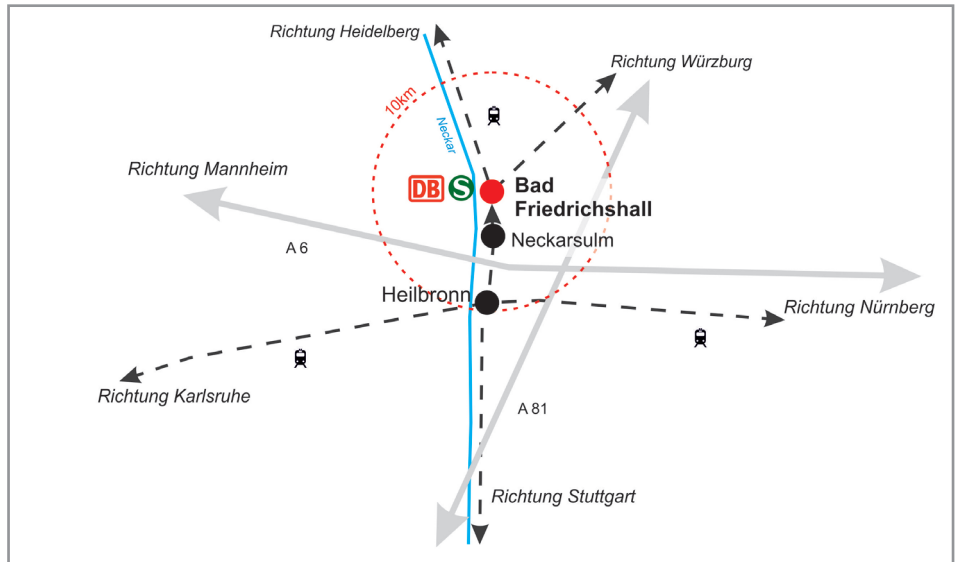 Richtung Heidelberg
Richtung Würzburg
10km
Neckar
Richtung Mannheim
DB
S
Bad
Friedrichshall
Neckarsulm
A 6
Heilbronn
Richtung Nürnberg
Richtung Karlsruhe
A 81
Richtung Stuttgart